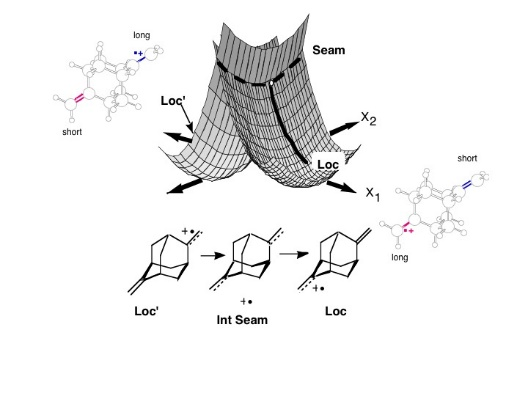 long
•+
Seam
short
Loc'
X2
Loc
X1
short
long
•+
+•
+•
+•
Loc'
Int Seam
Loc